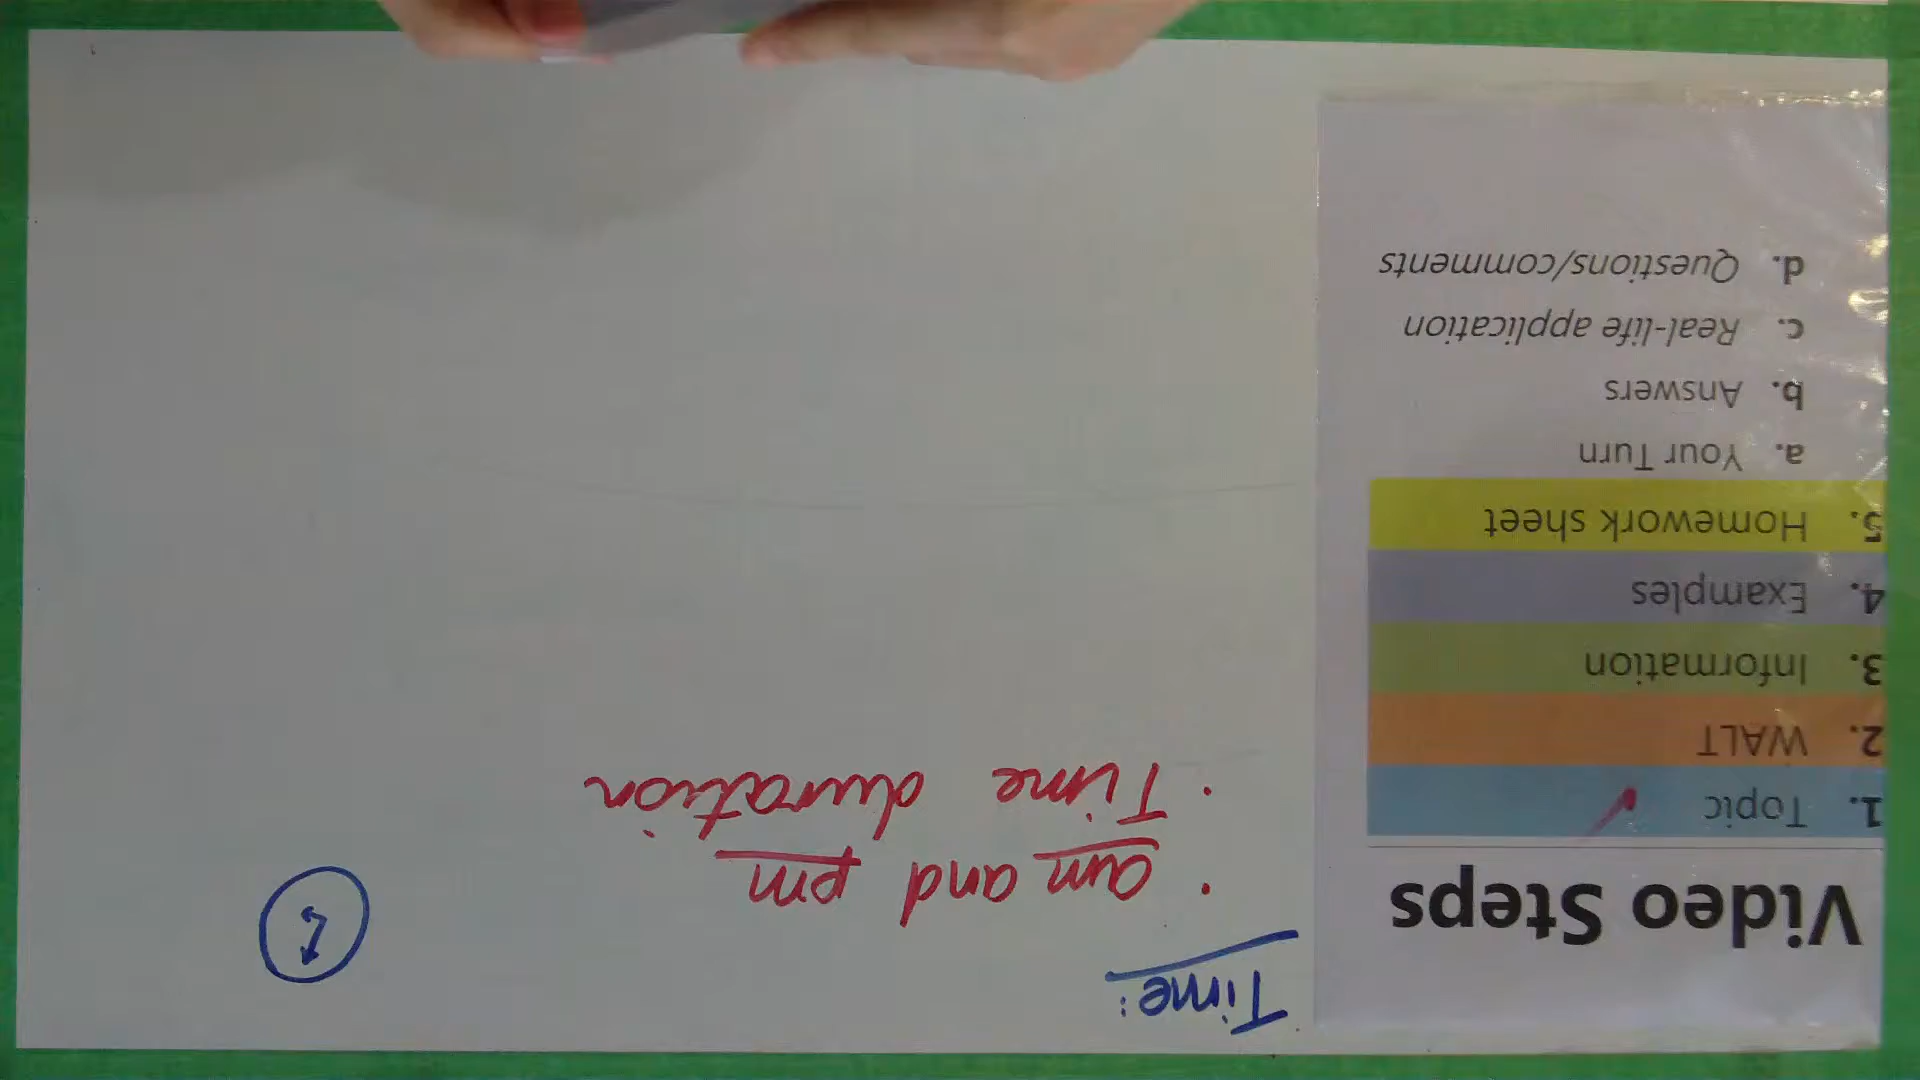 Time:
· am and pm
· Time duration
Video Steps
1. Topic
2. WALT
3. Information
4. Examples
5. Homework sheet
a. Your Turn
b. Answers
c. Real-life application
d. Questions/comments